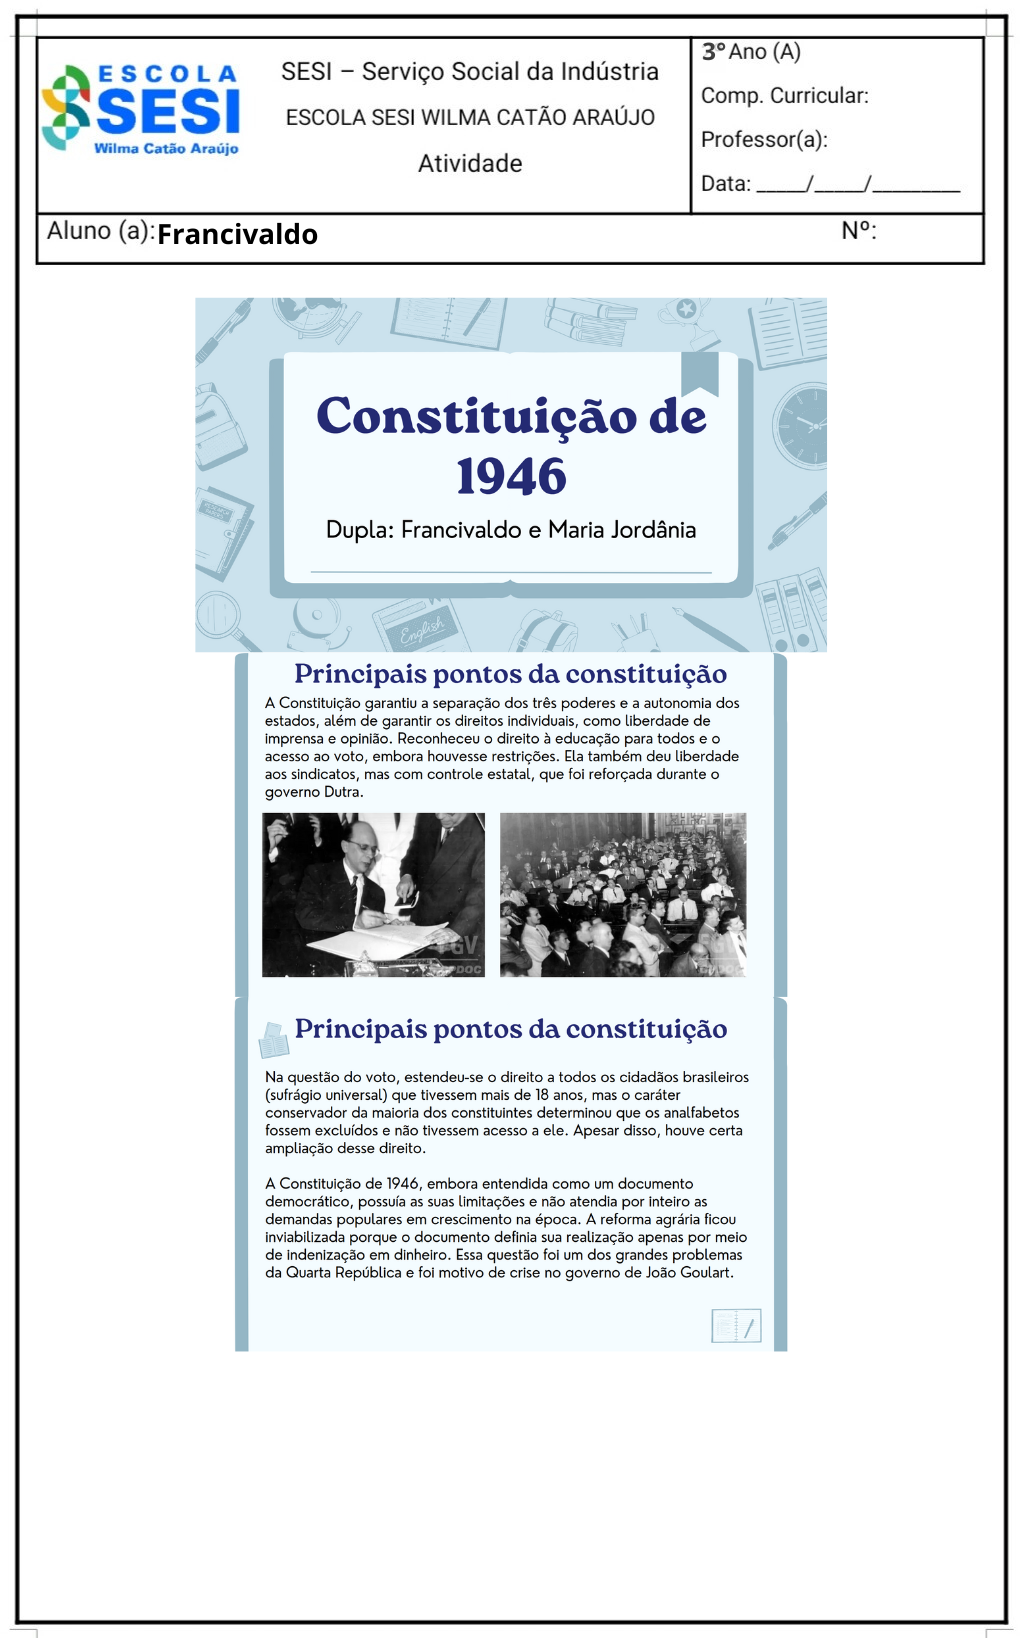 ESCOLA
SESI
Wilma Catão Araújo
SESI – Serviço Social da Indústria
ESCOLA SESI WILMA CATÃO ARAÚJO
Atividade
3° Ano (A)
Comp. Curricular:
Professor(a):
Data: _____/_____/_________
Aluno (a): Francivaldo
Nº:
Constituição de
1946
Dupla: Francivaldo e Maria Jordânia
English
Principais pontos da constituição
A Constituição garantiu a separação dos três poderes e a autonomia dos
estados, além de garantir os direitos individuais, como liberdade de
imprensa e opinião. Reconheceu o direito à educação para todos e o
acesso ao voto, embora houvesse restrições. Ela também deu liberdade
aos sindicatos, mas com controle estatal, que foi reforçada durante o
governo Dutra.
FGV
CPDOC
FGV
CPDOC
Principais pontos da constituição
Na questão do voto, estendeu-se o direito a todos os cidadãos brasileiros
(sufrágio universal) que tivessem mais de 18 anos, mas o caráter
conservador da maioria dos constituintes determinou que os analfabetos
fossem excluídos e não tivessem acesso a ele. Apesar disso, houve certa
ampliação desse direito.
A Constituição de 1946, embora entendida como um documento
democrático, possuía as suas limitações e não atendia por inteiro as
demandas populares em crescimento na época. A reforma agrária ficou
inviabilizada porque o documento definia sua realização apenas por meio
de indenização em dinheiro. Essa questão foi um dos grandes problemas
da Quarta República e foi motivo de crise no governo de João Goulart.